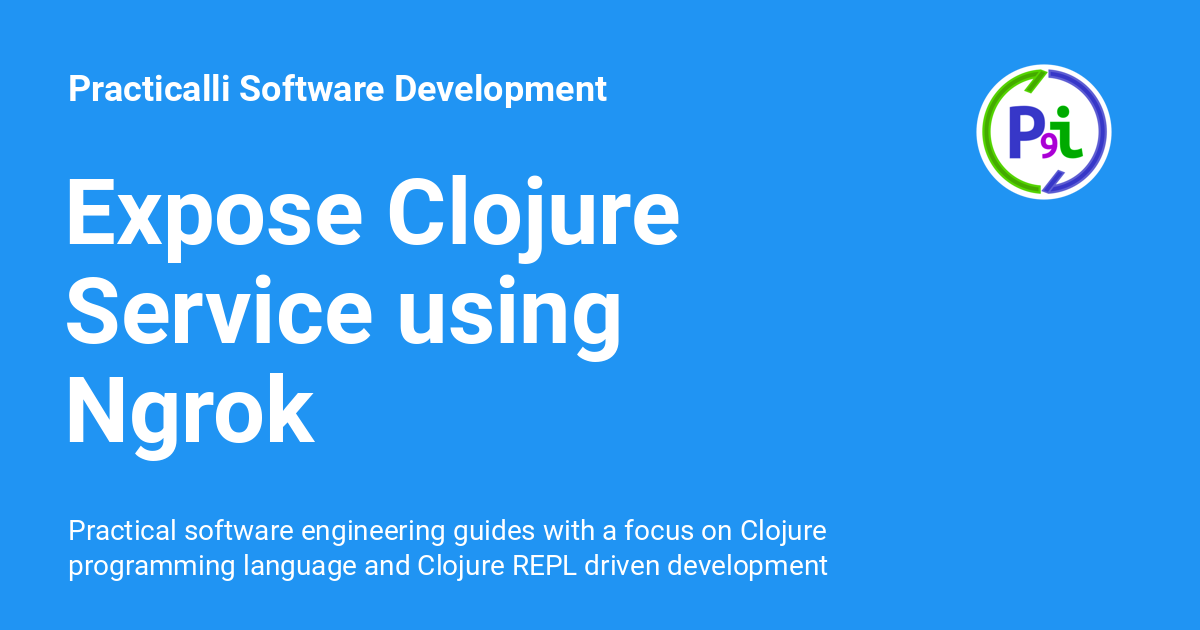 Practicalli Software Development
P9i
Expose Clojure
Service using
Ngrok
Practical software engineering guides with a focus on Clojure
programming language and Clojure REPL driven development